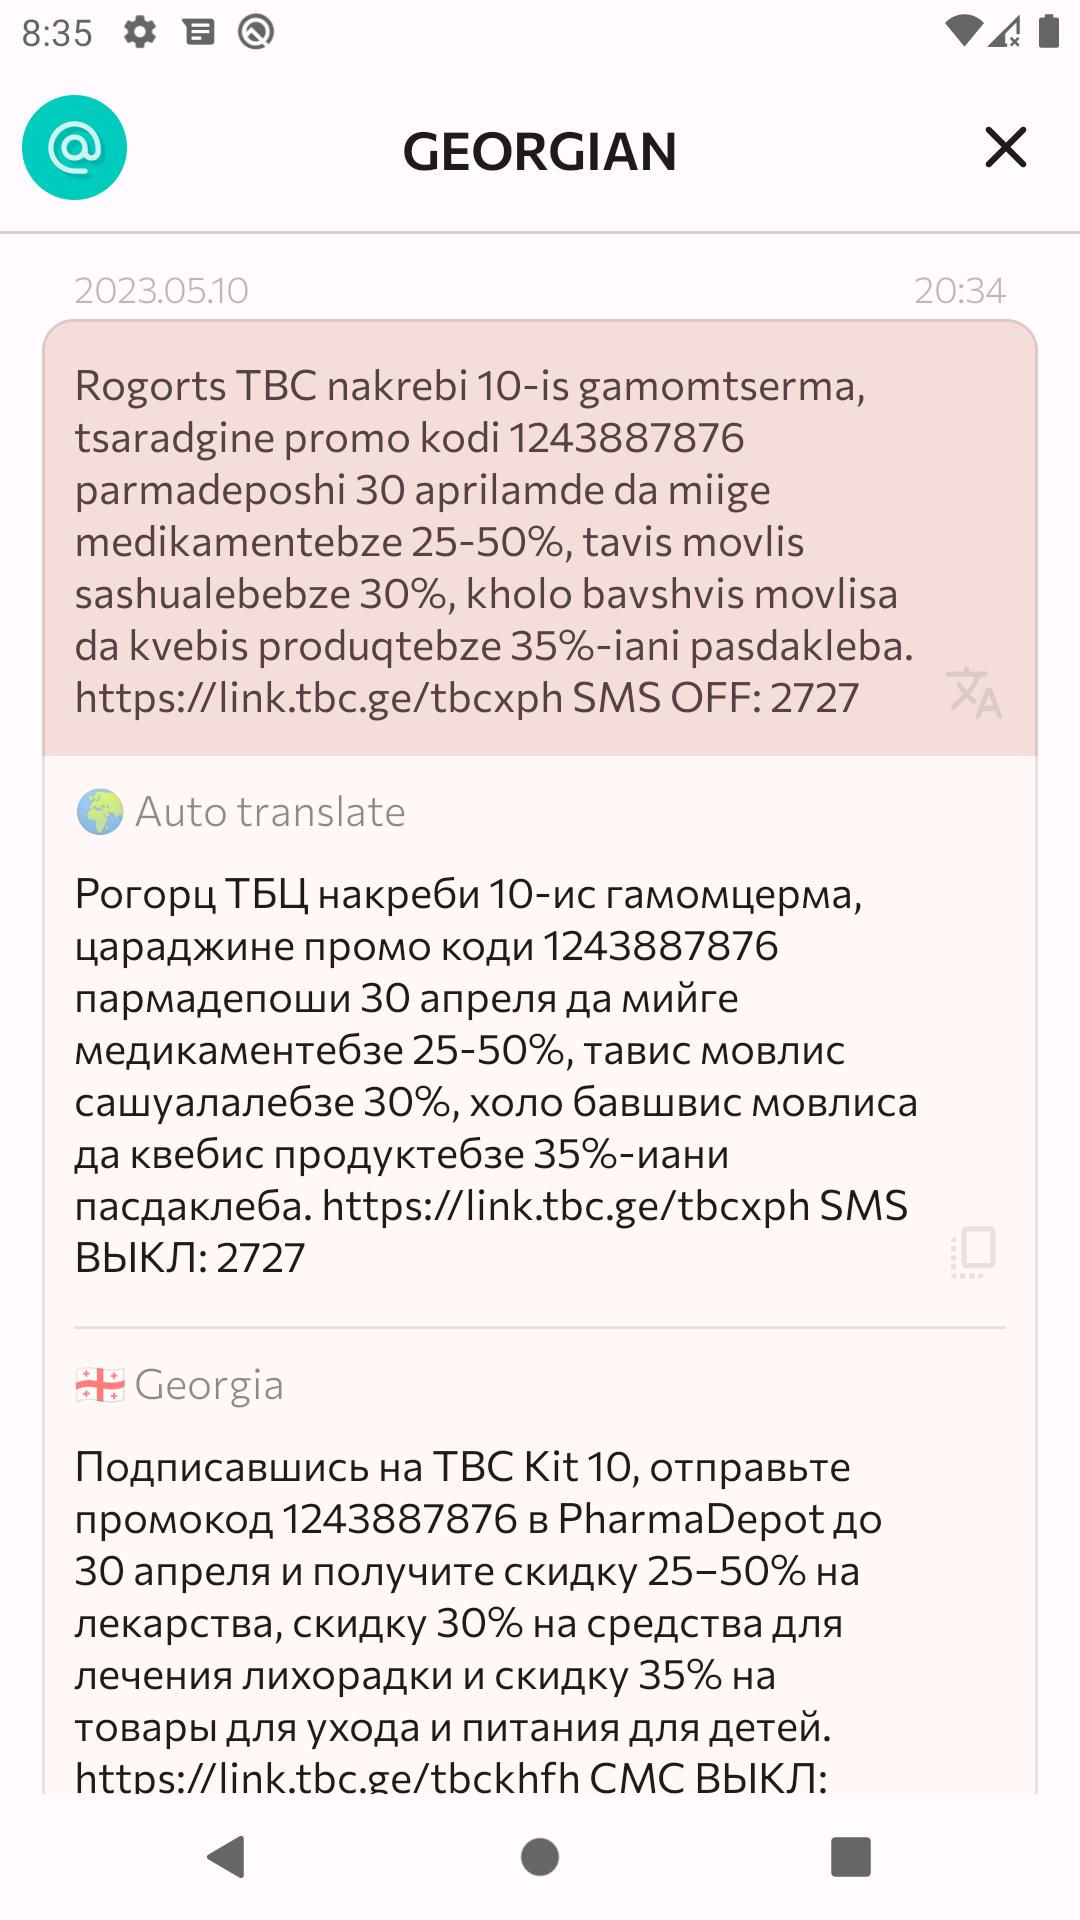 8:35
GEORGIAN
2023.05.10 20:34
Rogorts TBC nakrebi 10-is gamomtserma,
tsaradgine promo kodi 1243887876
parmadeposhi 30 aprilamde da miige
medikamentebze 25-50%, tavis movlis
sashualebebze 30%, kholo bavshvis movlisa
da kvebis produqtebze 35%-iani pasdakleba.
https://link.tbc.ge/tbcxph SMS OFF: 2727
Auto translate
Рогорц ТБЦ накреби 10-ис гамомцерма,
цараджине промо коди 1243887876
пармадепоши 30 апреля да мийге
медикаментебзе 25-50%, тавис мовлис
сашуалалебзе 30%, холо бавшвис мовлиса
да квебис продуктебзе 35%-иани
пасдаклеба. https://link.tbc.ge/tbcxph SMS
ВЫКЛ: 2727
Georgia
Подписавшись на TBC Kit 10, отправьте
промокод 1243887876 в PharmaDepot до
30 апреля и получите скидку 25–50% на
лекарства, скидку 30% на средства для
лечения лихорадки и скидку 35% на
товары для ухода и питания для детей.
https://link.tbc.ge/tbckhfh СМС ВЫКЛ: